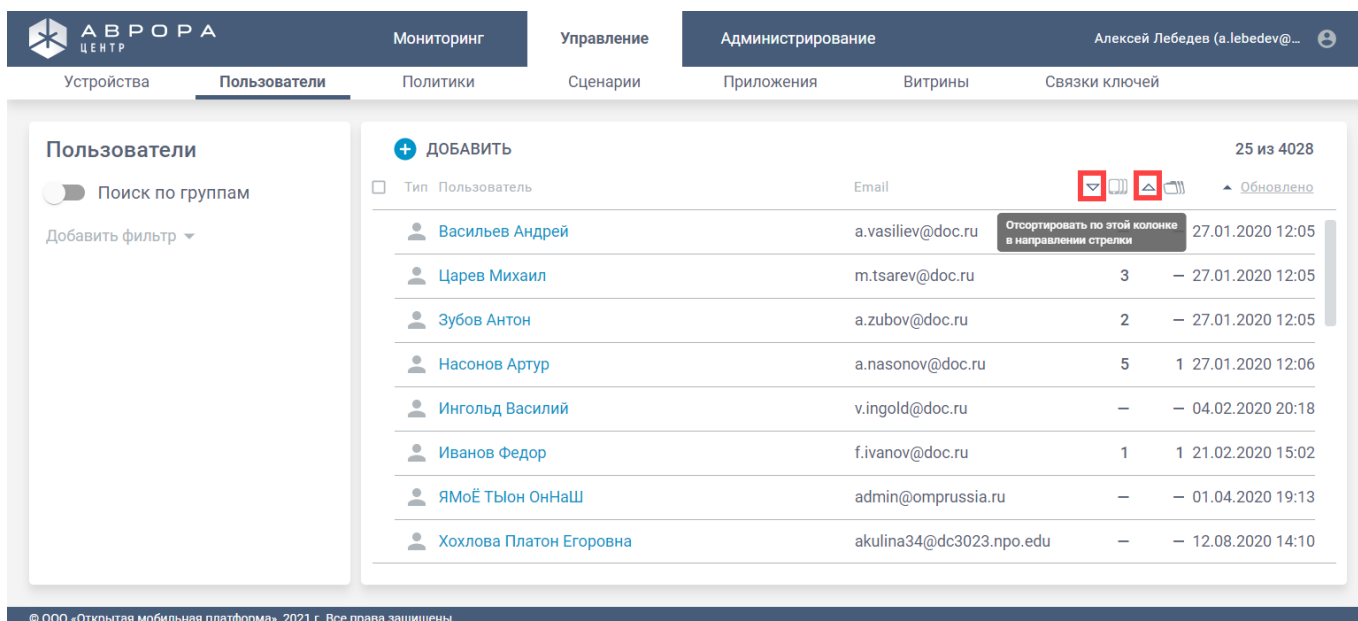 АВРОРА
ЦЕНТР
Мониторинг Управление Администрирование Алексей Лебедев (a.lebedev@...
Устройства Пользователи Политики Сценарии Приложения Витрины Связки ключей
Пользователи
Поиск по группам
Добавить фильтр
ДОБАВИТЬ 25 из 4028
Тип Пользователь Email Обновлено
Отсортировать по этой колонке
в направлении стрелки
Васильев Андрей a.vasiliev@doc.ru – 27.01.2020 12:05
Царев Михаил m.tsarev@doc.ru 3 – 27.01.2020 12:05
Зубов Антон a.zubov@doc.ru 2 – 27.01.2020 12:05
Насонов Артур a.nasonov@doc.ru 5 1 27.01.2020 12:06
Ингольд Василий v.ingold@doc.ru – – 04.02.2020 20:18
Иванов Федор f.ivanov@doc.ru 1 1 21.02.2020 15:02
ЯМоЁ ТЫон ОнНаШ admin@omprussia.ru – – 01.04.2020 19:13
Хохлова Платон Егоровна akulina34@dc3023.npo.edu – – 12.08.2020 14:10
© ООО «Открытая мобильная платформа», 2021 г. Все права защищены